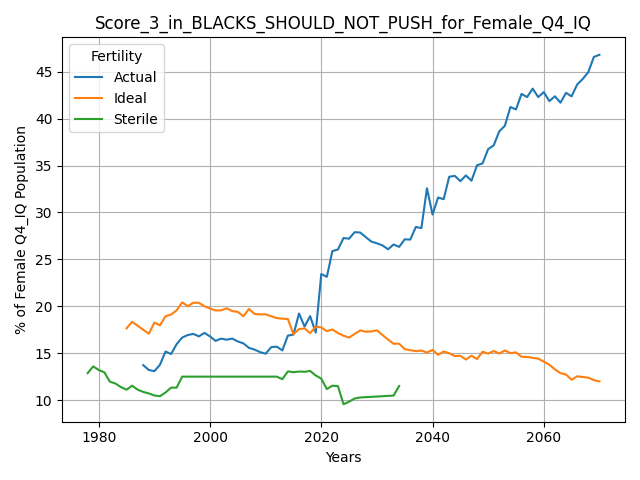 Score_3_in_BLACKS_SHOULD_NOT_PUSH_for_Female_Q4_IQ
Fertility
Actual
Ideal
Sterile
% of Female Q4_IQ Population
45
40
35
30
25
20
15
10
1980
2000
2020
2040
2060
Years